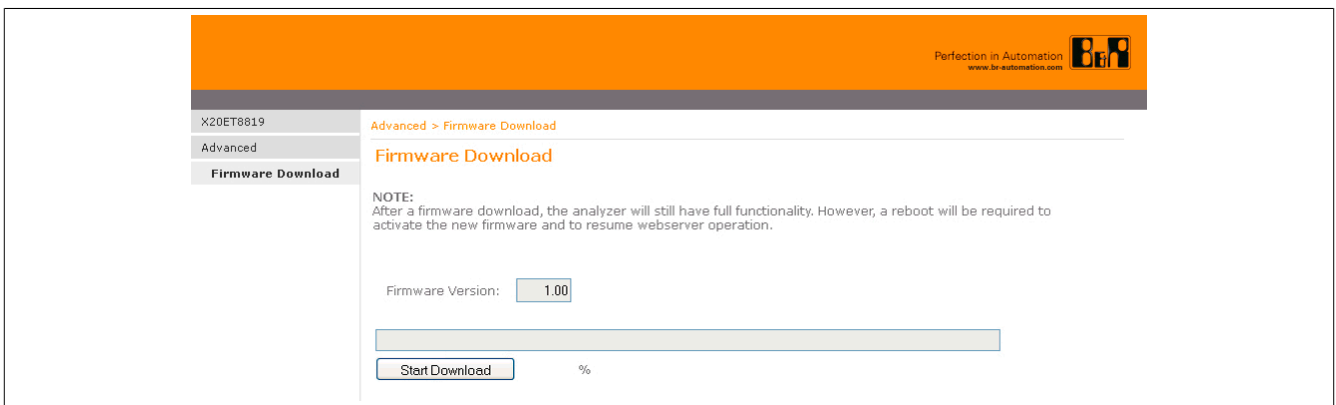 Perfection in Automation
www.br-automation.com
B&R
X20ET8819
Advanced
Firmware Download
Advanced > Firmware Download
Firmware Download
NOTE:
After a firmware download, the analyzer will still have full functionality. However, a reboot will be required to
activate the new firmware and to resume webserver operation.
Firmware Version: 1.00
Start Download %